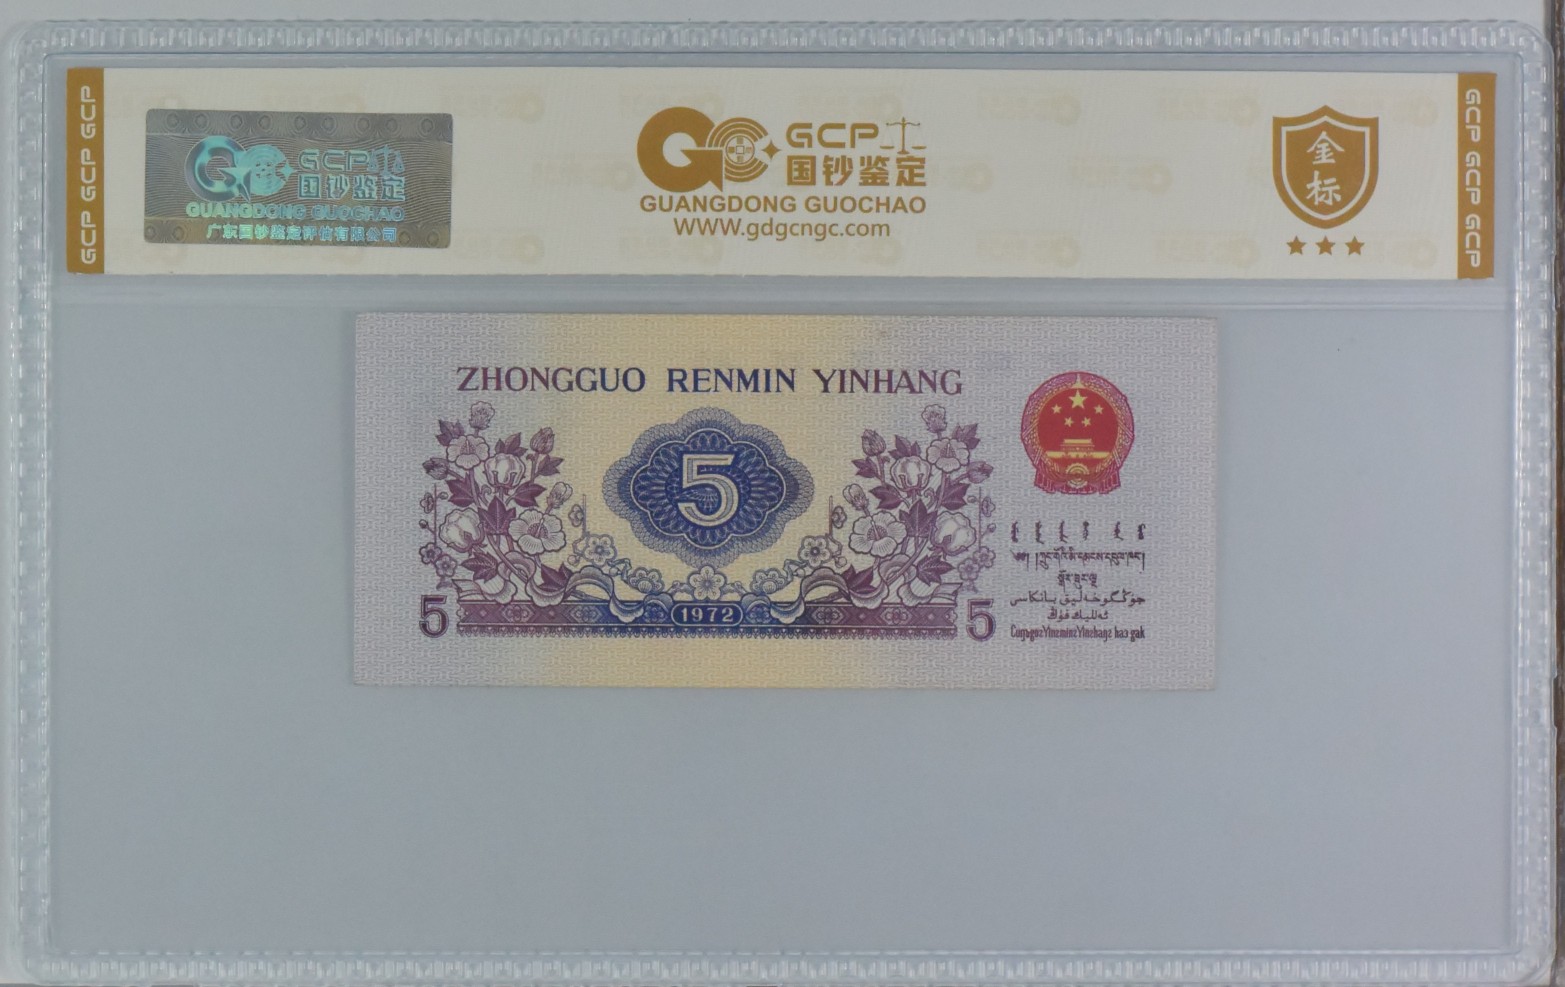 GCP GCP GCP
GCP
国钞鉴定
GUANGDONG GUOCHAO
广东国钞鉴定评估有限公司
GCP
国钞鉴定
GUANGDONG GUOCHAO
WWW.gdgcngc.com
金
标
GCP GCP GCP
ZHONGGUO RENMIN YINHANG
5
5
1972
5